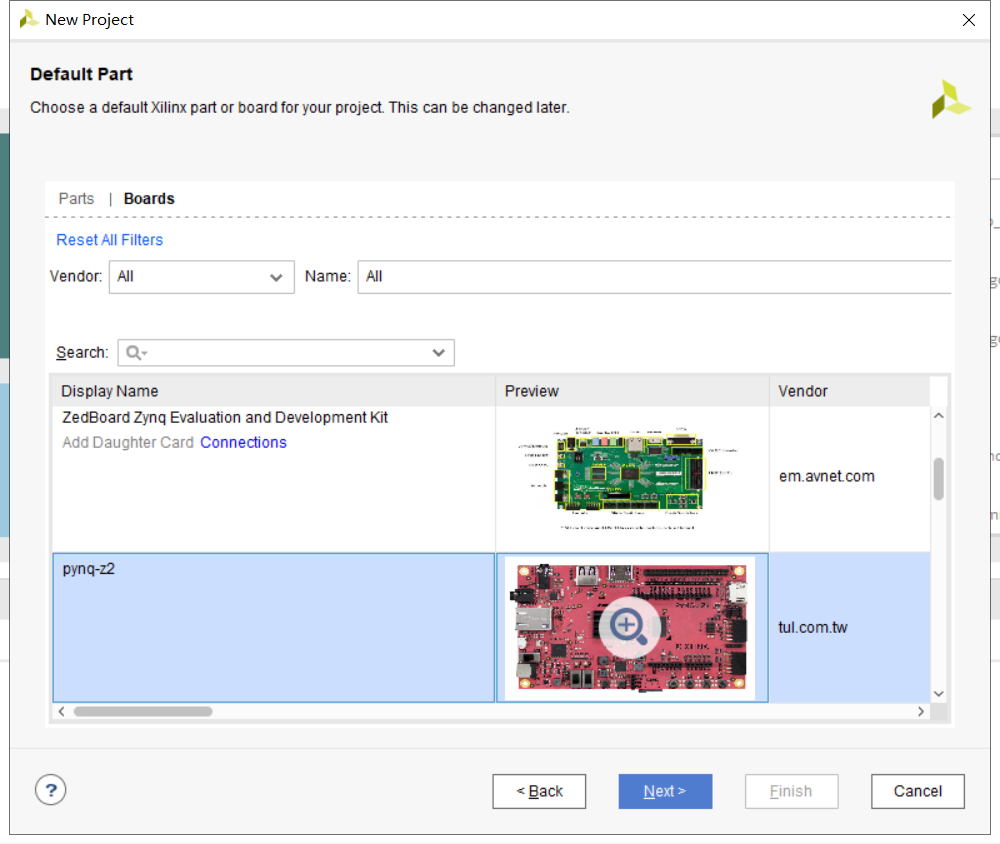 New Project
Default Part
Choose a default Xilinx part or board for your project. This can be changed later.
Parts | Boards
Reset All Filters
Vendor: All Name: All
Search:
Display Name Preview Vendor
ZedBoard Zynq Evaluation and Development Kit
Add Daughter Card Connections
em.avnet.com
pynq-z2
tul.com.tw
?
< Back Next > Finish Cancel